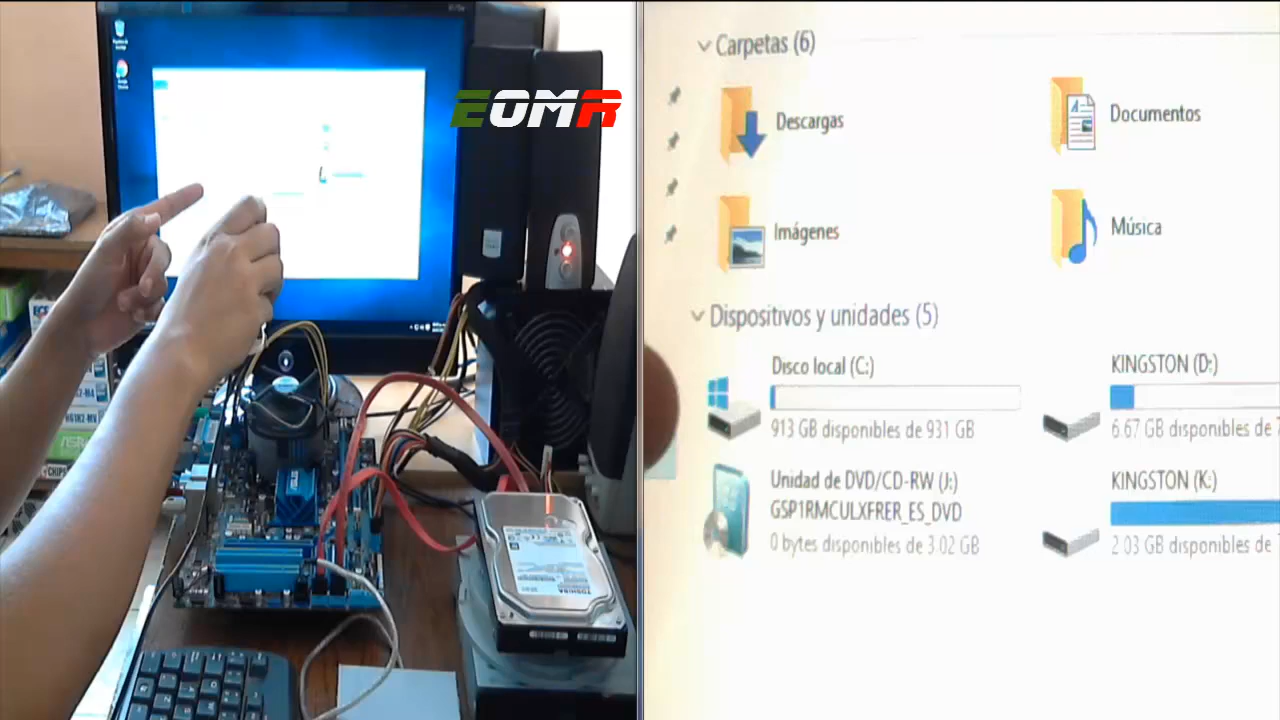 EOMR
ASUS
TOSHIBA
Carpetas (6)
Descargas
Documentos
Imágenes
Música
Dispositivos y unidades (5)
Disco local (C:)
913 GB disponibles de 931 GB
KINGSTON (D:)
6.67 GB disponibles de
Unidad de DVD/CD-RW (J:)
GSP1RMCULXFRER_ES_DVD
0 bytes disponibles de 3.02 GB
KINGSTON (K:)
2.03 GB disponibles de